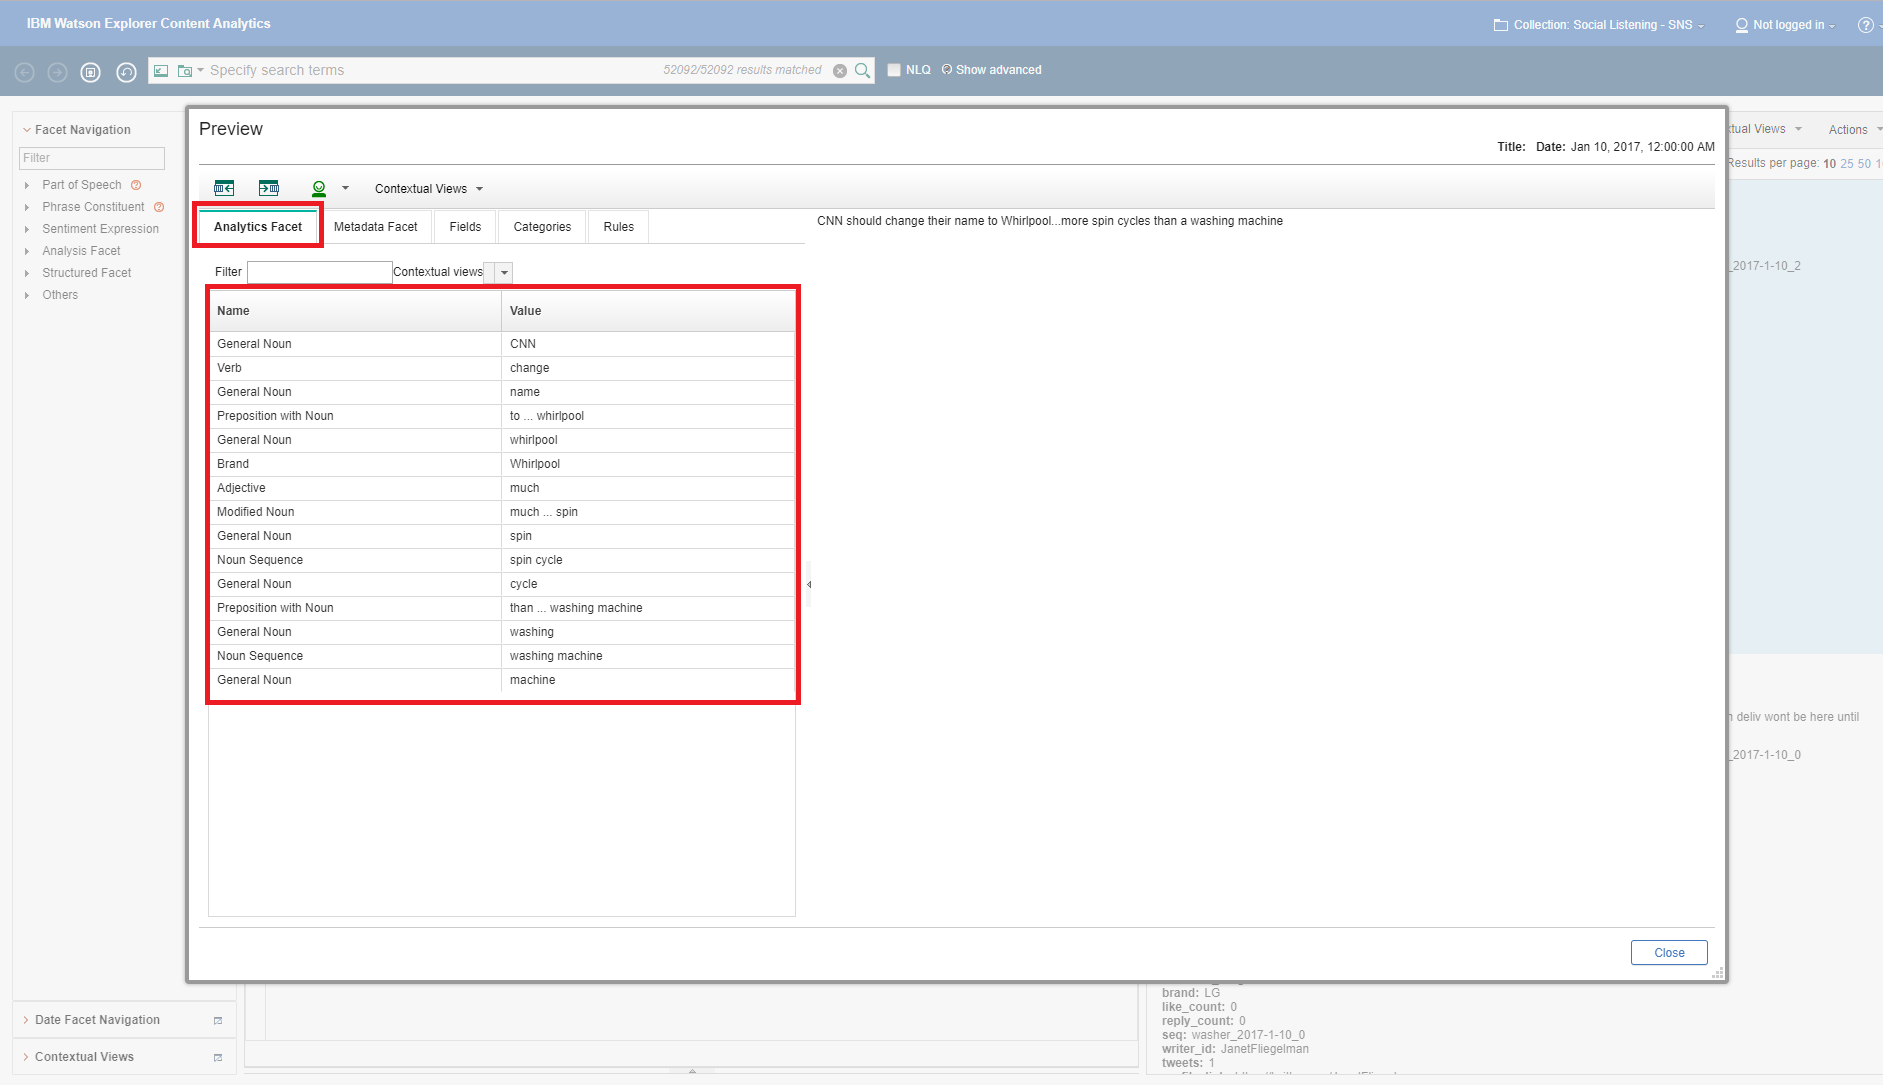 IBM Watson Explorer Content Analytics
Collection: Social Listening - SNS
Not logged in
?
Specify search terms
52092/52092 results matched
NLQ
Show advanced
Facet Navigation
Filter
Part of Speech ?
Phrase Constituent ?
Sentiment Expression
Analysis Facet
Structured Facet
Others
Date Facet Navigation
Contextual Views
Preview
Title: Date: Jan 10, 2017, 12:00:00 AM
Contextual Views
Analytics Facet
Metadata Facet
Fields
Categories
Rules
CNN should change their name to Whirlpool...more spin cycles than a washing machine
Filter
Contextual views
Name Value
General Noun CNN
Verb change
General Noun name
Preposition with Noun to ... whirlpool
General Noun whirlpool
Brand Whirlpool
Adjective much
Modified Noun much ... spin
General Noun spin
Noun Sequence spin cycle
General Noun cycle
Preposition with Noun than ... washing machine
General Noun washing
Noun Sequence washing machine
General Noun machine
Close
Views
Actions
Results per page: 10 25 50
_2017-1-10_2
deliv wont be here until
_2017-1-10_0
brand: LG
like_count: 0
reply_count: 0
seq: washer_2017-1-10_0
writer_id: JanetFliegelman
tweets: 1